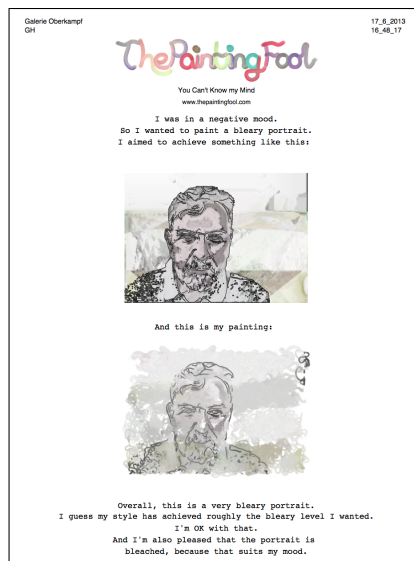 Galerie Oberkampf
GH
17_6_2013
16_48_17
ThePaintingFool
You Can't Know my Mind
www.thepaintingfool.com
I was in a negative mood.
So I wanted to paint a bleary portrait.
I aimed to achieve something like this:
And this is my painting:
Overall, this is a very bleary portrait.
I guess my style has achieved roughly the bleary level I wanted.
I'm OK with that.
And I'm also pleased that the portrait is
bleached, because that suits my mood.